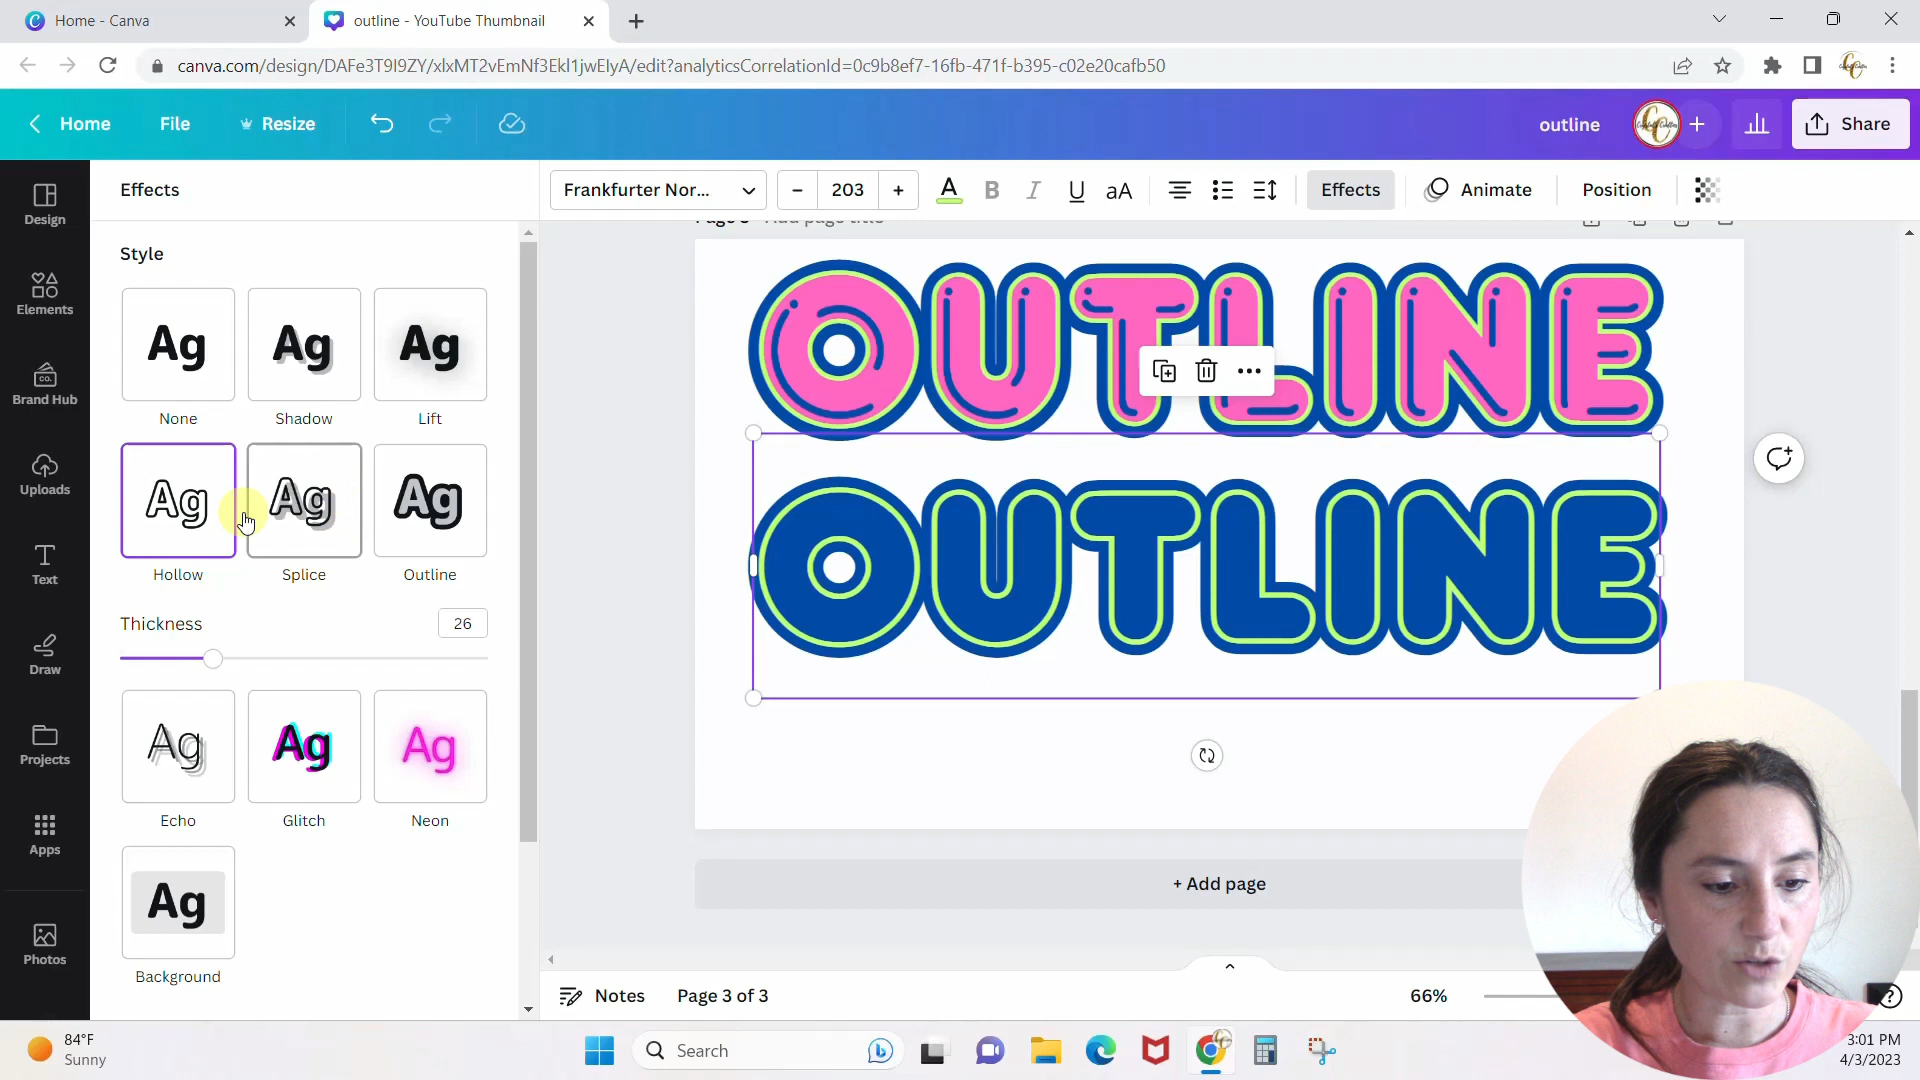 Home - Canva
outline - YouTube Thumbnail
canva.com/design/DAFe3T9I9ZY/xlxMT2vEmNf3Ekl1jwEIyA/edit?analyticsCorrelationId=0c9b8ef7-16fb-471f-b395-c02e20cafb50
Home
File
Resize
outline
Share
Design
Elements
Brand Hub
Uploads
Text
Draw
Projects
Apps
Photos
Effects
Frankfurter Nor...
203
A
B
I
U
aA
Effects
Animate
Position
Style
Ag
Ag
Ag
None
Shadow
Lift
Ag
Ag
Ag
Hollow
Splice
Outline
Thickness
26
Ag
Ag
Ag
Echo
Glitch
Neon
Ag
Background
OUTLINE
OUTLINE
+ Add page
Notes
Page 3 of 3
66%
84°F
Sunny
Search
3:01 PM
4/3/2023